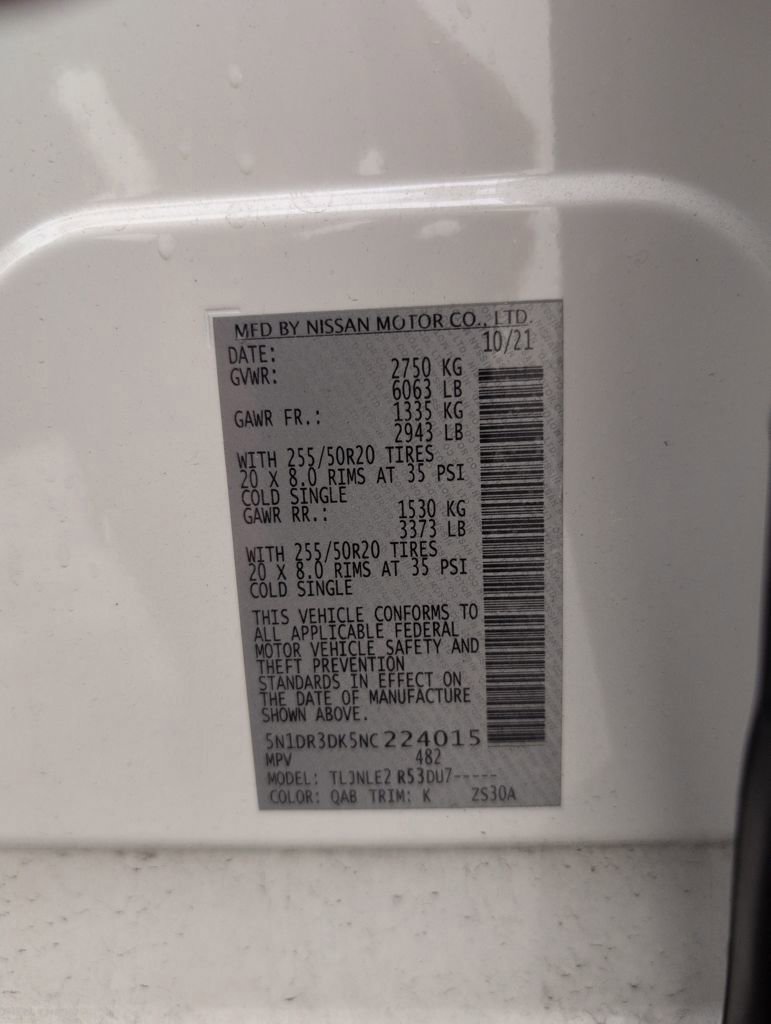 MFD BY NISSAN MOTOR CO., LTD.
DATE: 10/21
GVWR: 2750 KG
6063 LB
GAWR FR.: 1335 KG
2943 LB
WITH 255/50R20 TIRES
20 X 8.0 RIMS AT 35 PSI
COLD SINGLE
GAWR RR.: 1530 KG
3373 LB
WITH 255/50R20 TIRES
20 X 8.0 RIMS AT 35 PSI
COLD SINGLE
THIS VEHICLE CONFORMS TO
ALL APPLICABLE FEDERAL
MOTOR VEHICLE SAFETY AND
THEFT PREVENTION
STANDARDS IN EFFECT ON
THE DATE OF MANUFACTURE
SHOWN ABOVE.
5N1DR3DK5NC224015
MPV 482
MODEL: TLJNLE2 R53DU7-----
COLOR: QAB TRIM: K ZS30A